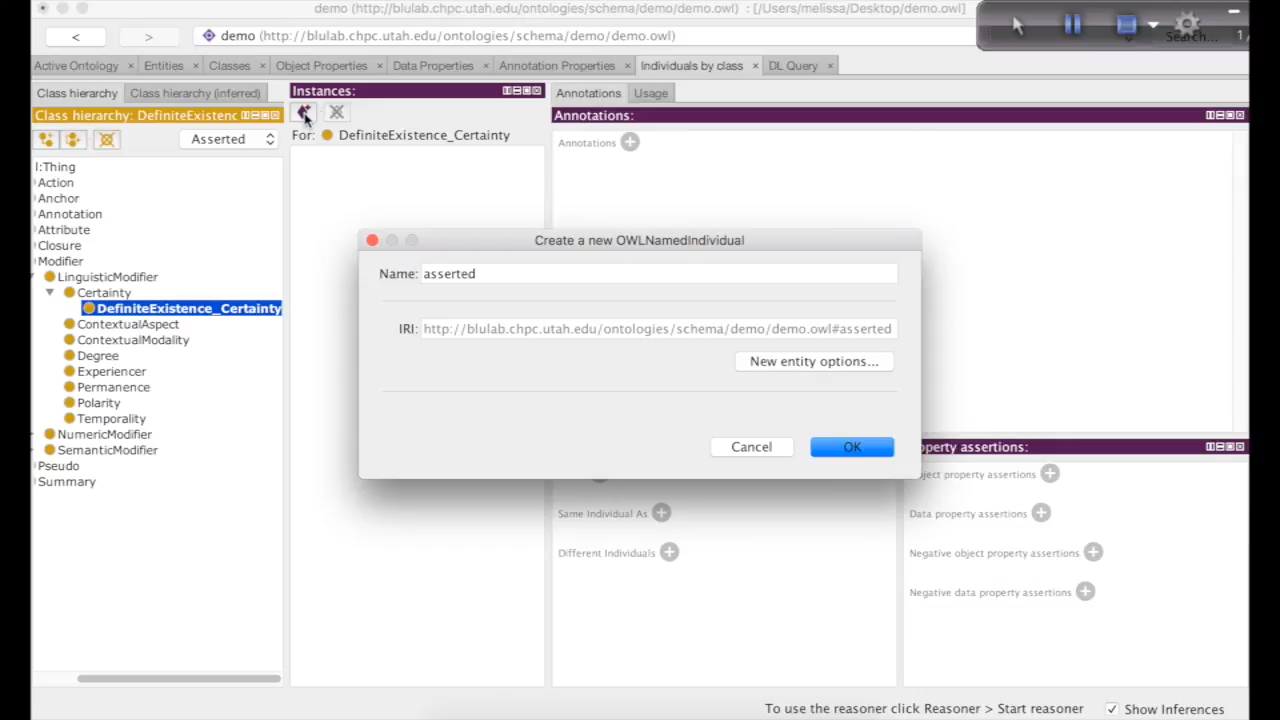 demo (http://blulab.chpc.utah.edu/ontologies/schema/demo/demo.owl) : [/Users/melissa/Desktop/demo.owl]
< > demo (http://blulab.chpc.utah.edu/ontologies/schema/demo/demo.owl) Search...
Active Ontology × Entities × Classes × Object Properties × Data Properties × Annotation Properties × Individuals by class × DL Query ×
Class hierarchy Class hierarchy (inferred)
Class hierarchy: DefiniteExistenc
Asserted
l:Thing
Action
Anchor
Annotation
Attribute
Closure
Modifier
LinguisticModifier
Certainty
DefiniteExistence_Certainty
ContextualAspect
ContextualModality
Degree
Experiencer
Permanence
Polarity
Temporality
NumericModifier
SemanticModifier
Pseudo
Summary
Instances:
For: DefiniteExistence_Certainty
Annotations Usage
Annotations:
Annotations
Create a new OWLNamedIndividual
Name: asserted
IRI: http://blulab.chpc.utah.edu/ontologies/schema/demo/demo.owl#asserted
New entity options...
Cancel OK
Same Individual As
Different Individuals
operty assertions:
ject property assertions
Data property assertions
Negative object property assertions
Negative data property assertions
To use the reasoner click Reasoner > Start reasoner Show Inferences